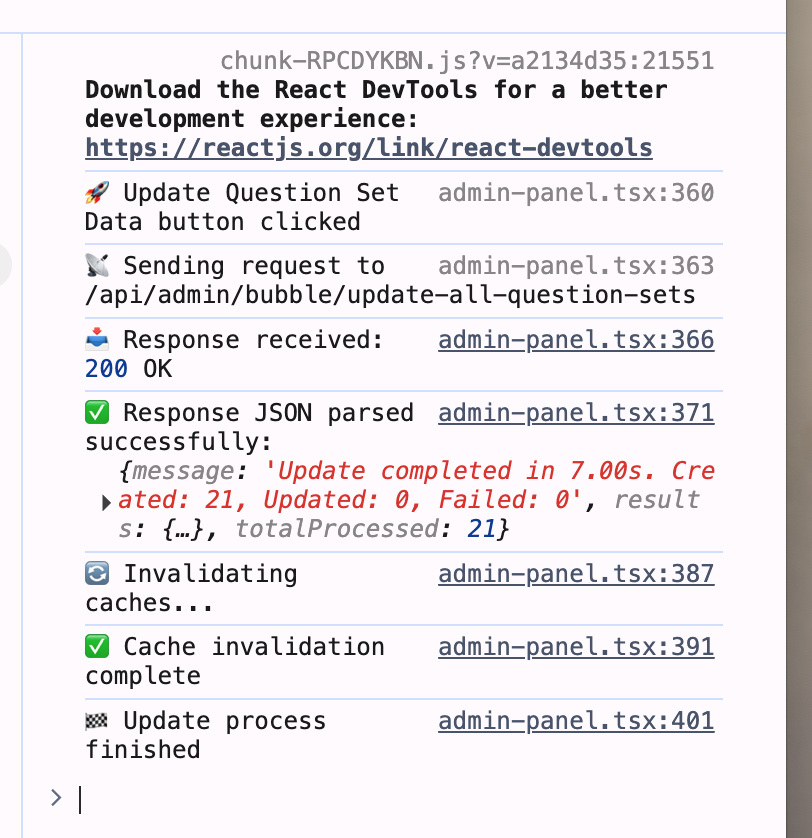 chunk-RPCDYKBN.js?v=a2134d35:21551
Download the React DevTools for a better
development experience:
https://reactjs.org/link/react-devtools
🚀 Update Question Set admin-panel.tsx:360
Data button clicked
📡 Sending request to admin-panel.tsx:363
/api/admin/bubble/update-all-question-sets
📥 Response received: admin-panel.tsx:366
200 OK
✅ Response JSON parsed admin-panel.tsx:371
successfully:
{message: 'Update completed in 7.00s. Cre
ated: 21, Updated: 0, Failed: 0', result
s: {…}, totalProcessed: 21}
🔄 Invalidating admin-panel.tsx:387
caches...
✅ Cache invalidation admin-panel.tsx:391
complete
🏁 Update process admin-panel.tsx:401
finished
>